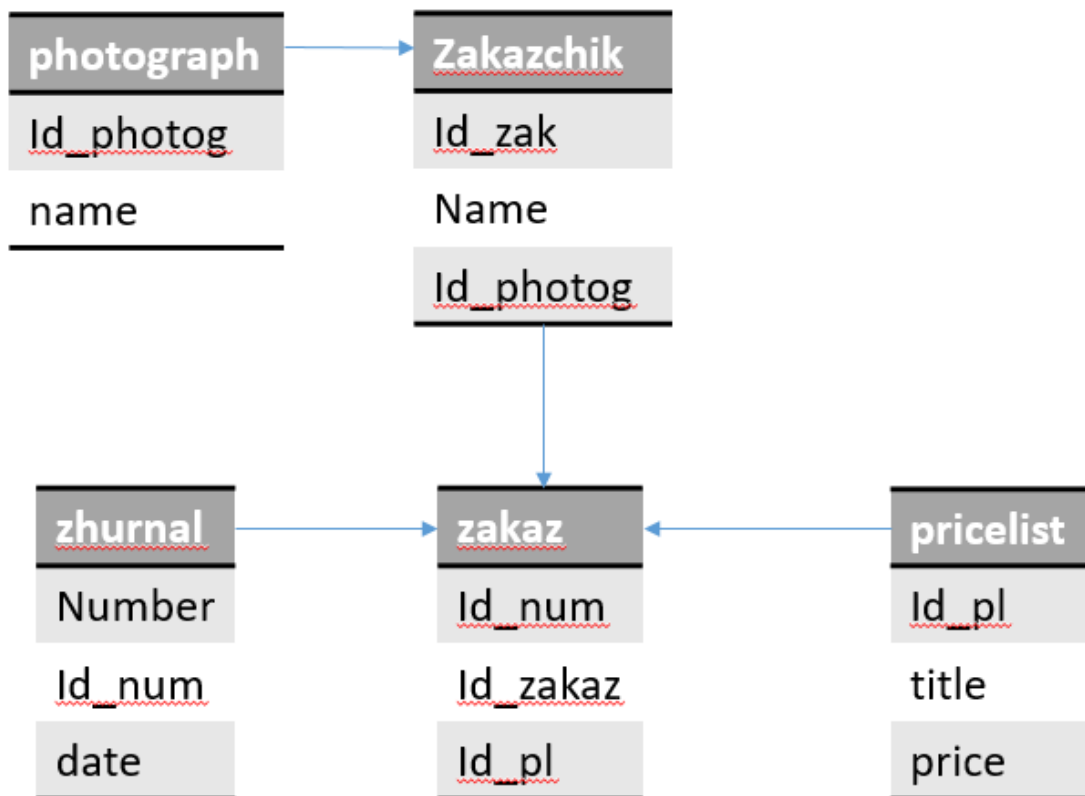 photograph
Id_photog
name
Zakazchik
Id_zak
Name
Id_photog
zhurnal
Number
Id_num
date
zakaz
Id_num
Id_zakaz
Id_pl
pricelist
Id_pl
title
price